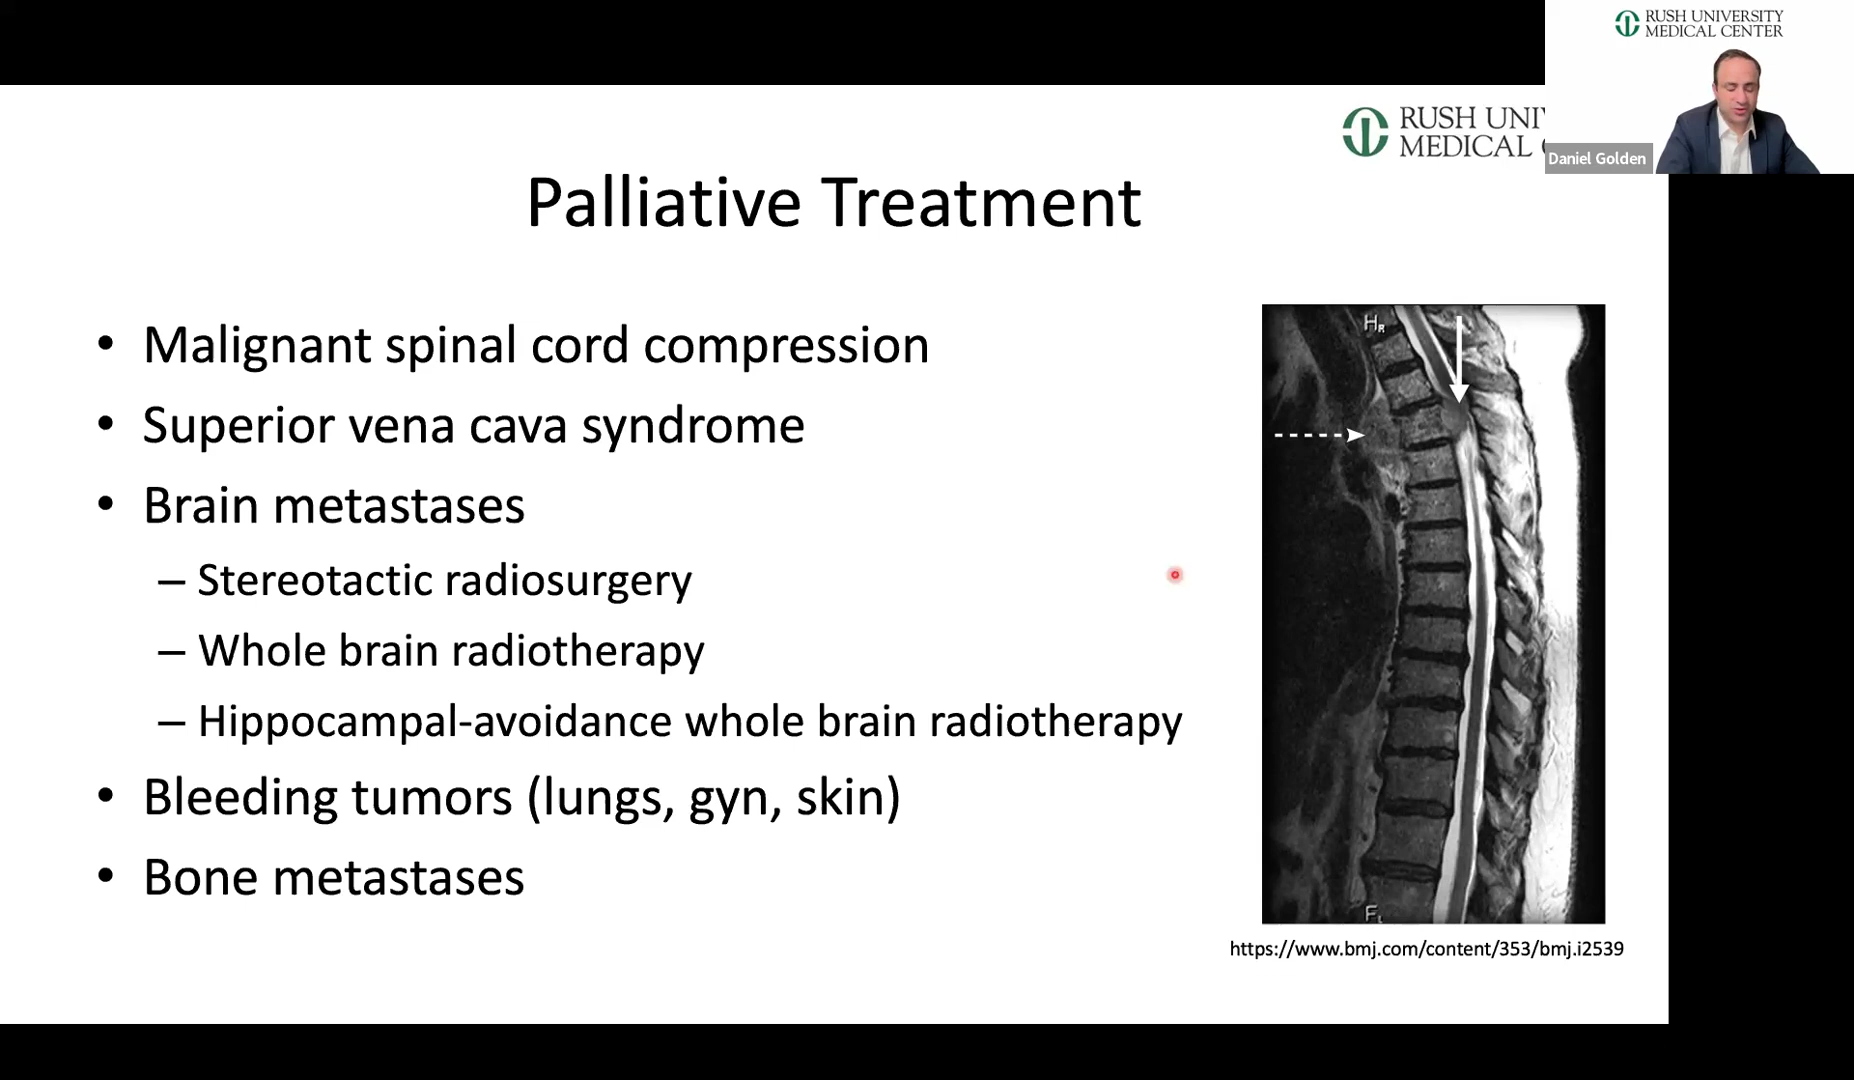 RUSH UNIVERSITY
MEDICAL CENTER
Daniel Golden
RUSH UNI
MEDICAL
Palliative Treatment
• Malignant spinal cord compression
• Superior vena cava syndrome
• Brain metastases
– Stereotactic radiosurgery
– Whole brain radiotherapy
– Hippocampal-avoidance whole brain radiotherapy
• Bleeding tumors (lungs, gyn, skin)
• Bone metastases
HR
FL
https://www.bmj.com/content/353/bmj.i2539